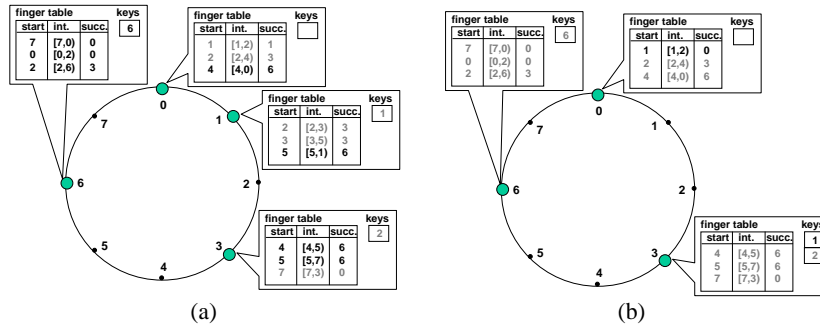 finger table keys
start int. succ. 6
7 [7,0) 0
0 [0,2) 0
2 [2,6) 3
finger table keys
start int. succ.
1 [1,2) 1
2 [2,4) 3
4 [4,0) 6
finger table keys
start int. succ. 1
2 [2,3) 3
3 [3,5) 3
5 [5,1) 6
finger table keys
start int. succ. 2
4 [4,5) 6
5 [5,7) 6
7 [7,3) 0
0
1
2
3
4
5
6
7
(a)
finger table keys
start int. succ. 6
7 [7,0) 0
0 [0,2) 0
2 [2,6) 3
finger table keys
start int. succ.
1 [1,2) 0
2 [2,4) 3
4 [4,0) 6
finger table keys
start int. succ. 1
4 [4,5) 6 2
5 [5,7) 6
7 [7,3) 0
0
1
2
3
4
5
6
7
(b)